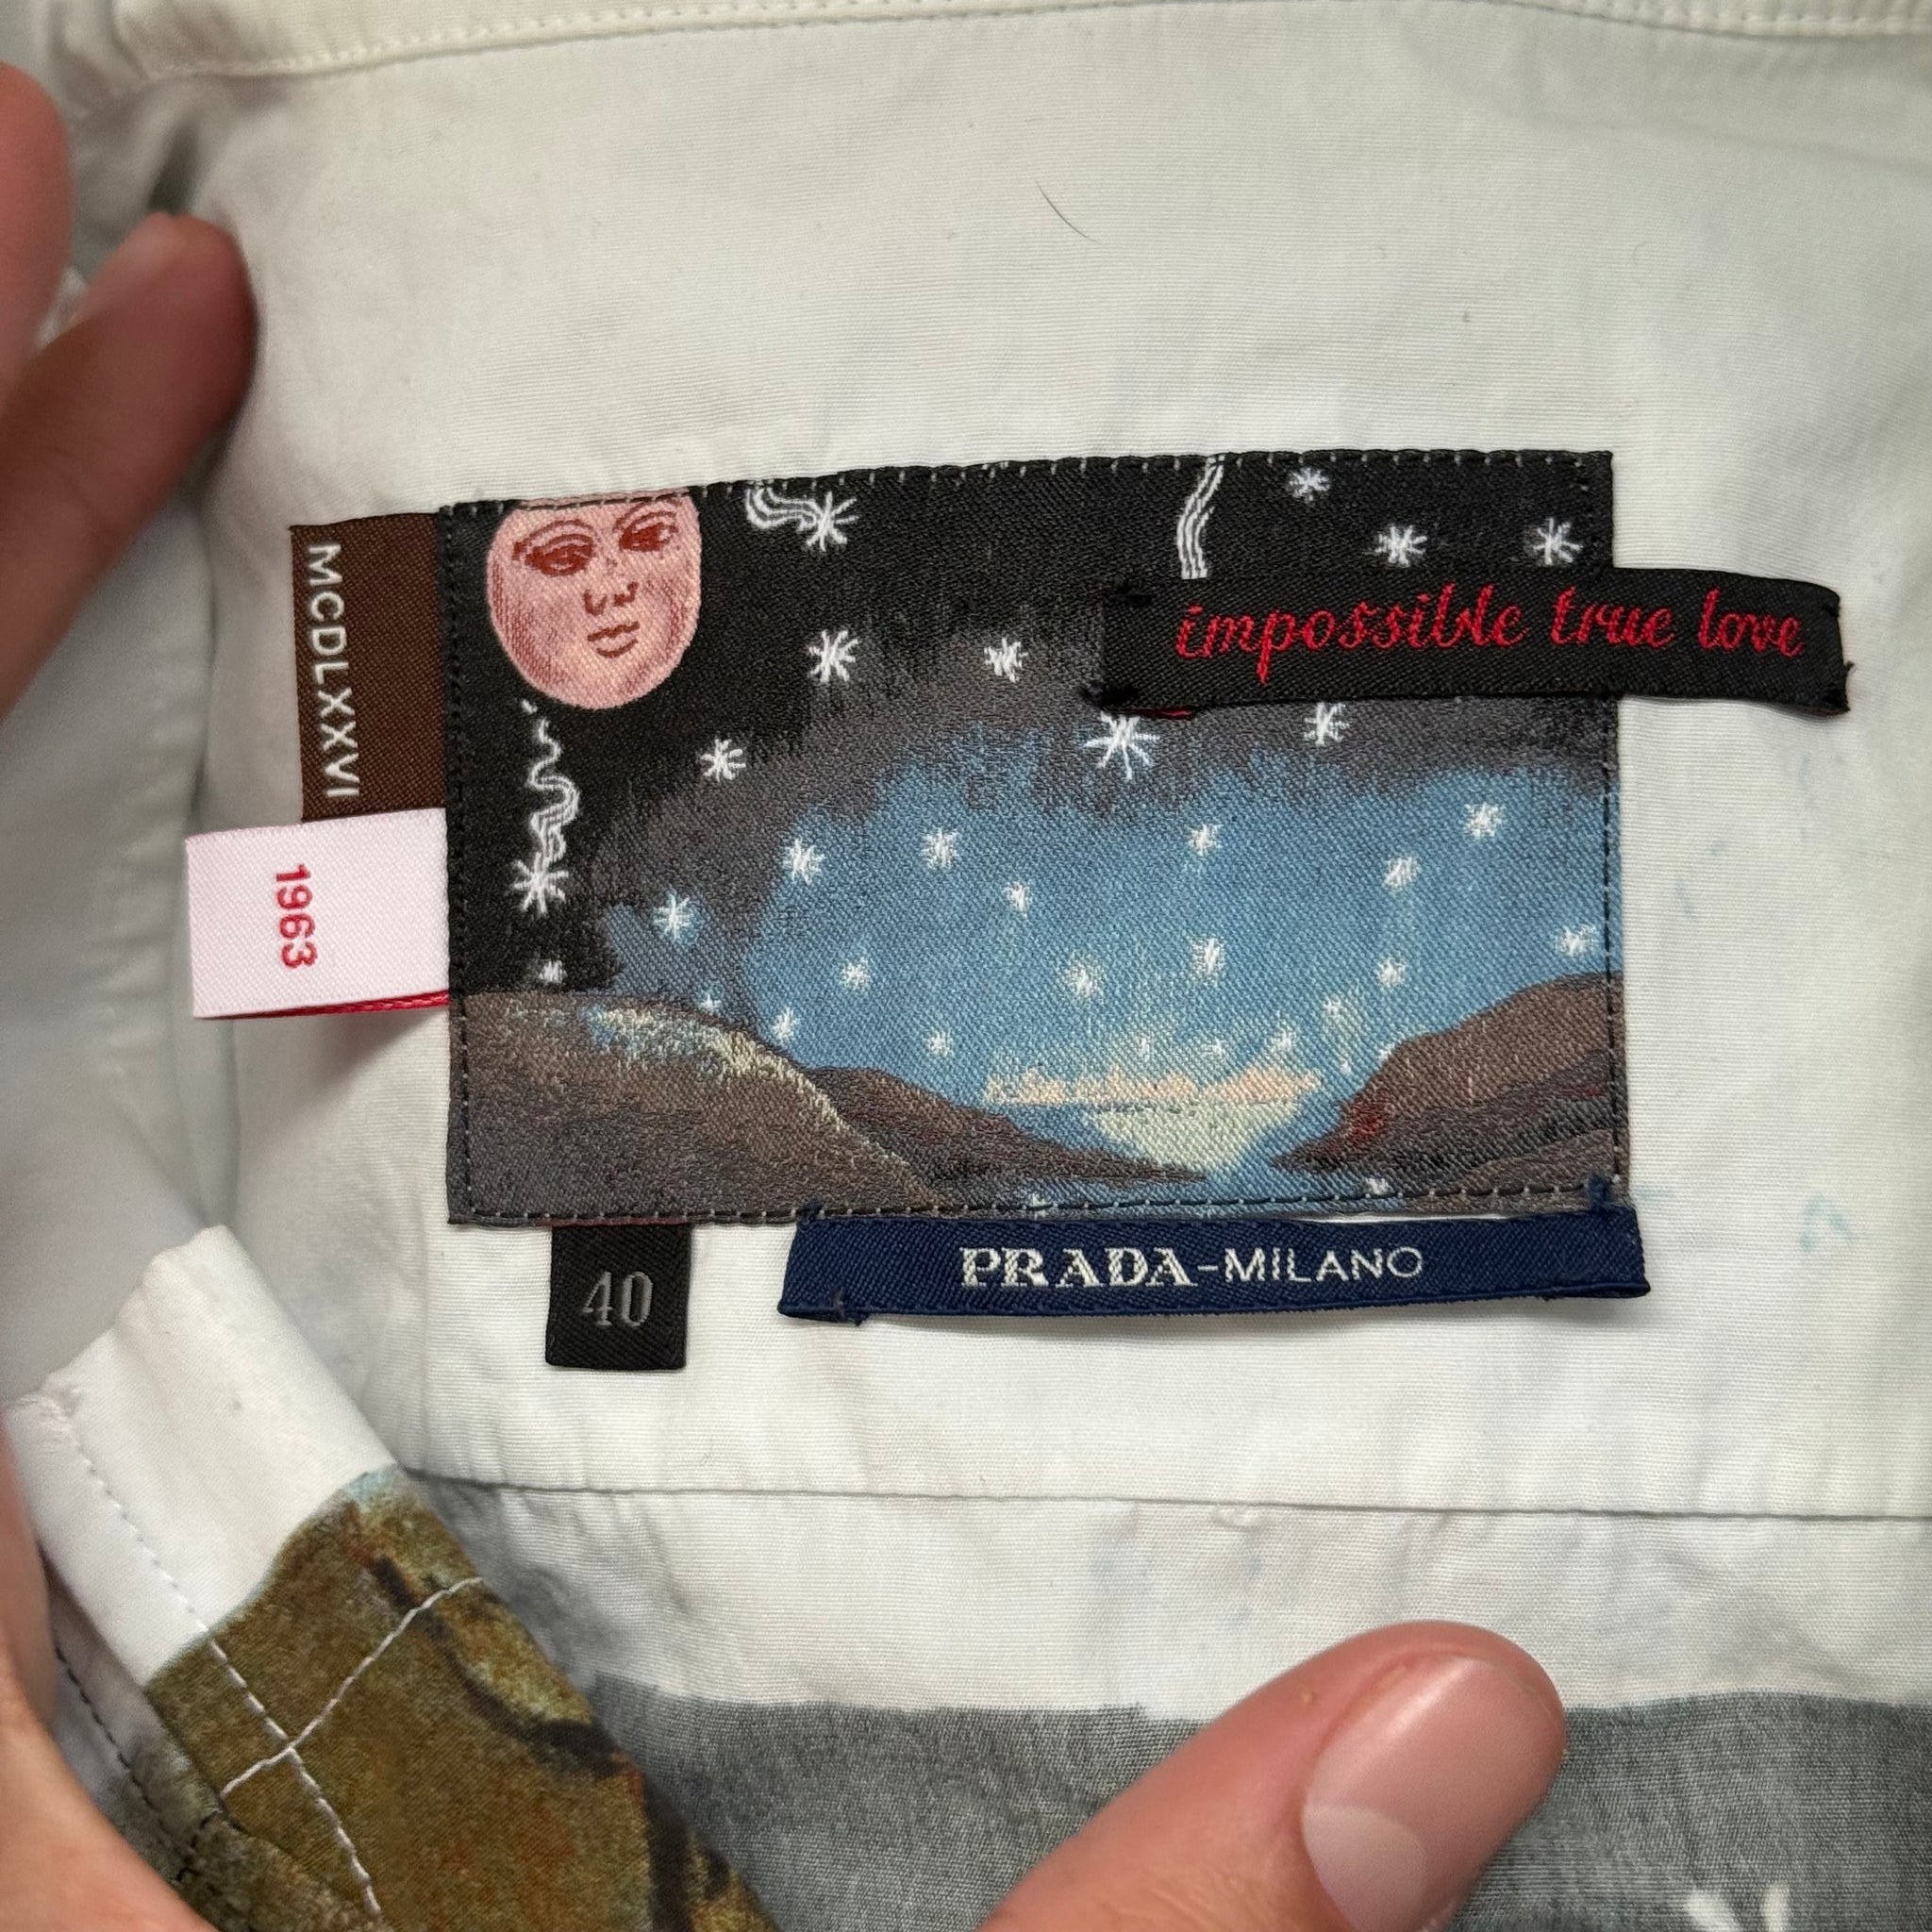 impossible true love
MCDLXXVI
1963
40
PRADA-MILANO